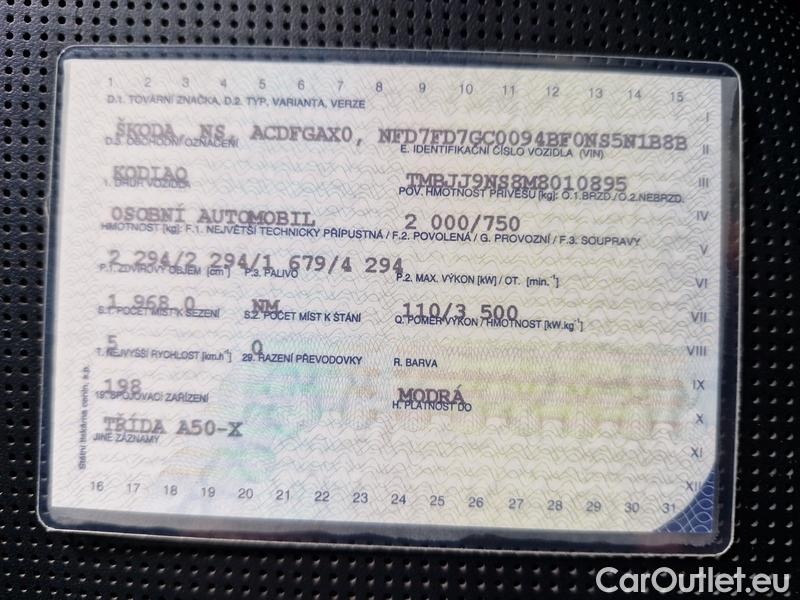 1 2 3 4 5 6 7 8 9 10 11 12 13 14 15
D.1. TOVÁRNÍ ZNAČKA, D.2. TYP, VARIANTA, VERZE
I
ŠKODA, NS, ACDFGAX0, NFD7FD7GC0094BF0NS5N1B8B
D.3. OBCHODNÍ OZNAČENÍ E. IDENTIFIKAČNÍ ČÍSLO VOZIDLA (VIN)
II
KODIAQ TMBJJ9NS8M8010895
1. DRUH VOZIDLA POV. HMOTNOST PŘÍVĚSU [kg]: O.1.BRZD./O.2.NEBRZD.
III
OSOBNÍ AUTOMOBIL 2 000/750
IV
HMOTNOST [kg]: F.1. NEJVĚTŠÍ TECHNICKY PŘÍPUSTNÁ / F.2. POVOLENÁ / G. PROVOZNÍ / F.3. SOUPRAVY
V
2 294/2 294/1 679/4 294
P.1. ZDVIHOVÝ OBJEM [cm³] P.3. PALIVO P.2. MAX. VÝKON [kW] / OT. [min.⁻¹]
VI
1 968,0 NM 110/3 500
S.1. POČET MÍST K SEZENÍ S.2. POČET MÍST K STÁNÍ Q. POMĚR VÝKON / HMOTNOST [kW.kg⁻¹]
VII
5 0
VIII
T. NEJVYŠŠÍ RYCHLOST [km.h⁻¹] 29. ŘAZENÍ PŘEVODOVKY R. BARVA
IX
198 MODRÁ
19. SPOJOVACÍ ZAŘÍZENÍ H. PLATNOST DO
X
TŘÍDA A50-X
JINÉ ZÁZNAMY
XI
XII
16 17 18 19 20 21 22 23 24 25 26 27 28 29 30 31
Státní tiskárna cenin, s.p.
CarOutlet.eu